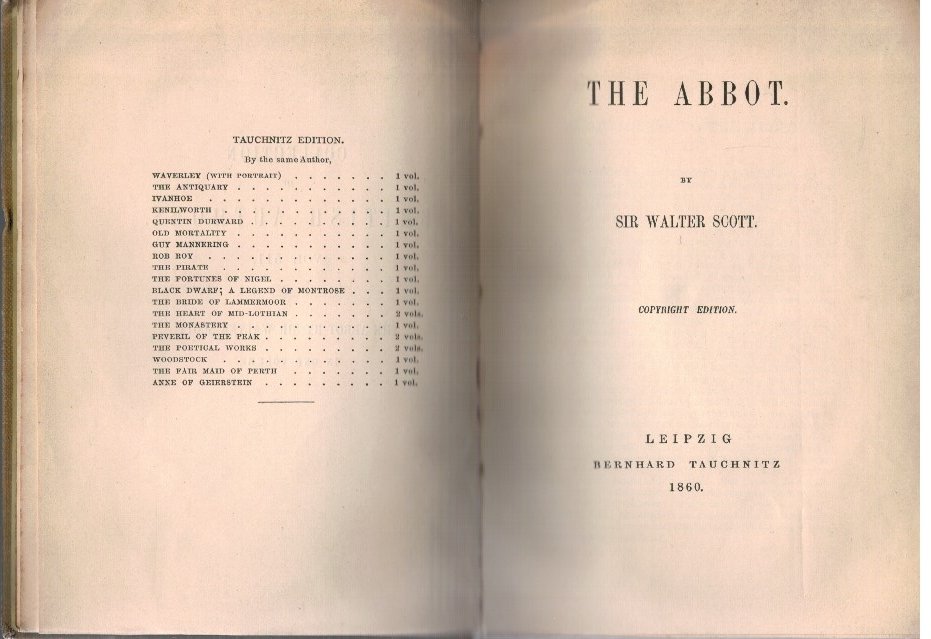 TAUCHNITZ EDITION.
By the same Author,
WAVERLEY (WITH PORTRAIT) . . . . . . . 1 vol.
THE ANTIQUARY . . . . . . . . . . . 1 vol.
IVANHOE . . . . . . . . . . . . . 1 vol.
KENILWORTH . . . . . . . . . . . . 1 vol.
QUENTIN DURWARD . . . . . . . . . . 1 vol.
OLD MORTALITY . . . . . . . . . . . 1 vol.
GUY MANNERING . . . . . . . . . . . 1 vol.
ROB ROY . . . . . . . . . . . . . 1 vol.
THE PIRATE . . . . . . . . . . . . 1 vol.
THE FORTUNES OF NIGEL . . . . . . . . 1 vol.
BLACK DWARF; A LEGEND OF MONTROSE . . . 1 vol.
THE BRIDE OF LAMMERMOOR . . . . . . . 1 vol.
THE HEART OF MID-LOTHIAN . . . . . . . 2 vols.
THE MONASTERY . . . . . . . . . . . 1 vol.
PEVERIL OF THE PEAK . . . . . . . . . 2 vols.
THE POETICAL WORKS . . . . . . . . . 2 vols.
WOODSTOCK . . . . . . . . . . . . 1 vol.
THE FAIR MAID OF PERTH . . . . . . . 1 vol.
ANNE OF GEIERSTEIN . . . . . . . . . 1 vol.
THE ABBOT.
BY
SIR WALTER SCOTT.
COPYRIGHT EDITION.
LEIPZIG
BERNHARD TAUCHNITZ
1860.